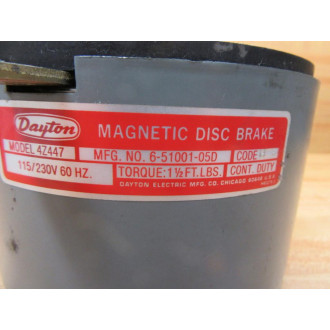 Dayton
MAGNETIC DISC BRAKE
MODEL 4Z447
MFG. NO. 6-51001-05D
CODE
115/230V 60 HZ.
TORQUE: 1½ FT. LBS.
CONT. DUTY
DAYTON ELECTRIC MFG. CO. CHICAGO 60648 U.S.A.